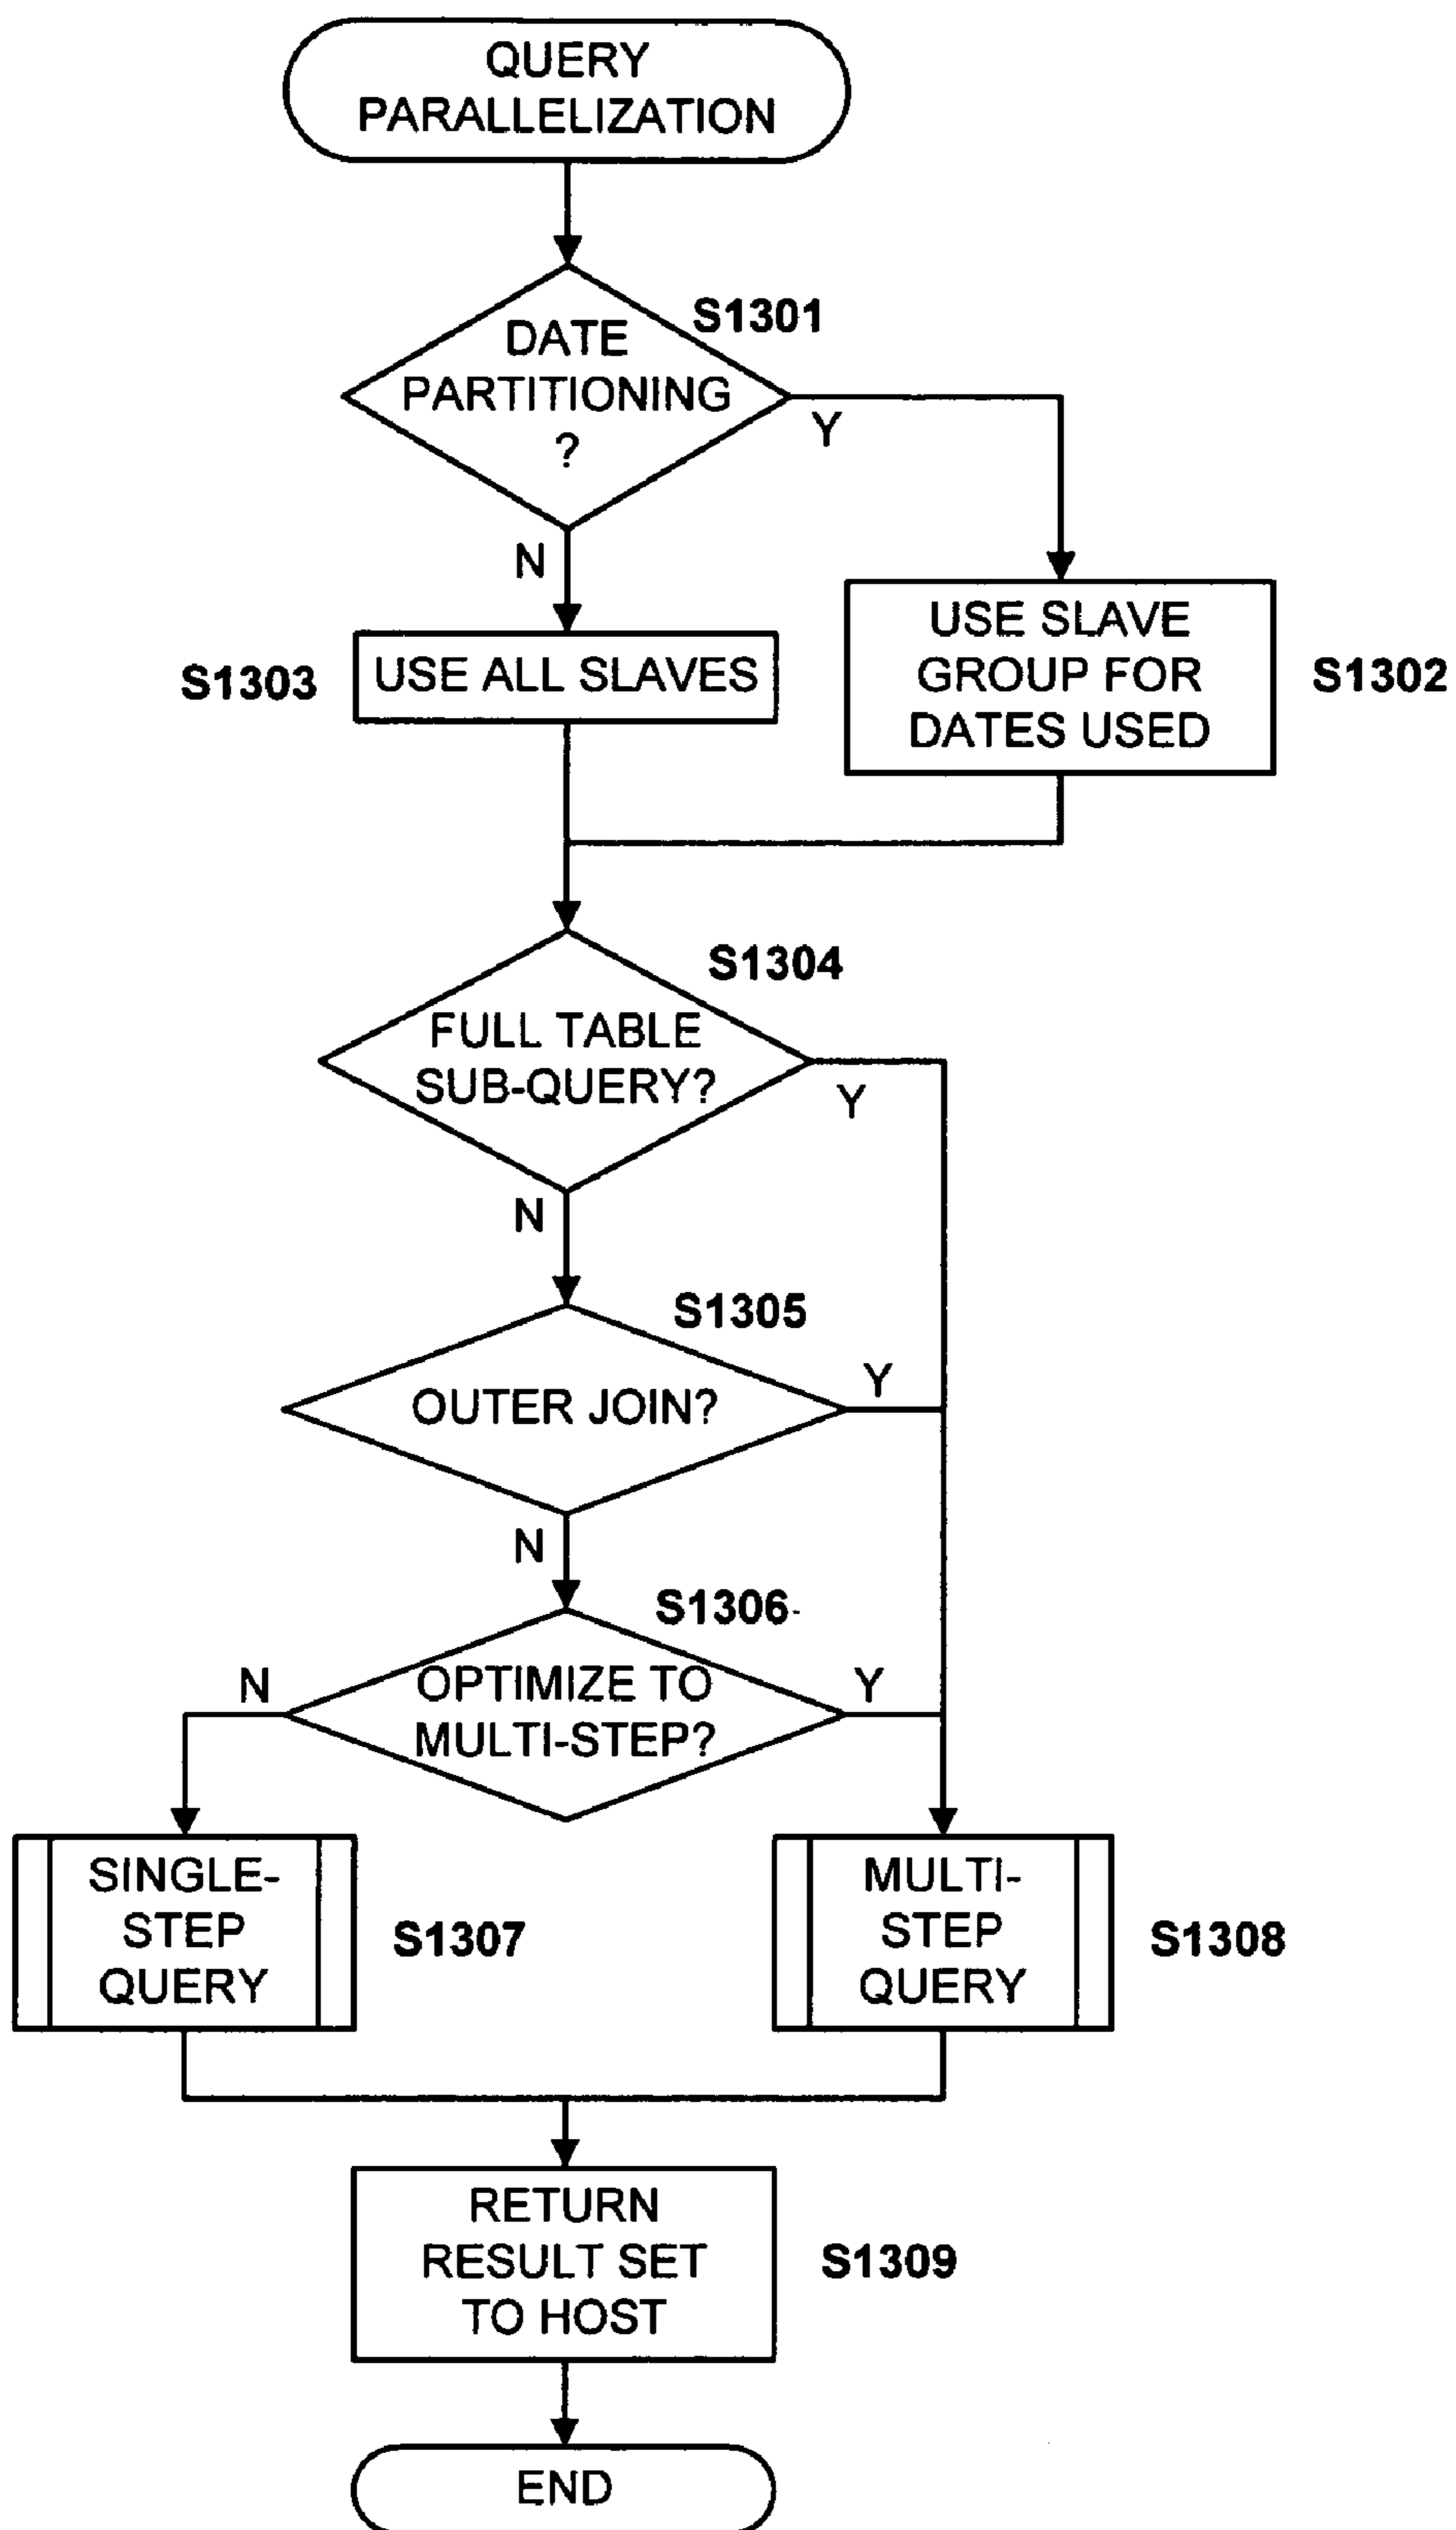 QUERY
PARALLELIZATION
S1301
DATE
PARTITIONING
?
Y
N
USE SLAVE
GROUP FOR
DATES USED
S1302
S1303
USE ALL SLAVES
S1304
FULL TABLE
SUB-QUERY?
Y
N
S1305
OUTER JOIN?
Y
N
S1306
OPTIMIZE TO
MULTI-STEP?
N
Y
SINGLE-
STEP
QUERY
S1307
MULTI-
STEP
QUERY
S1308
RETURN
RESULT SET
TO HOST
S1309
END